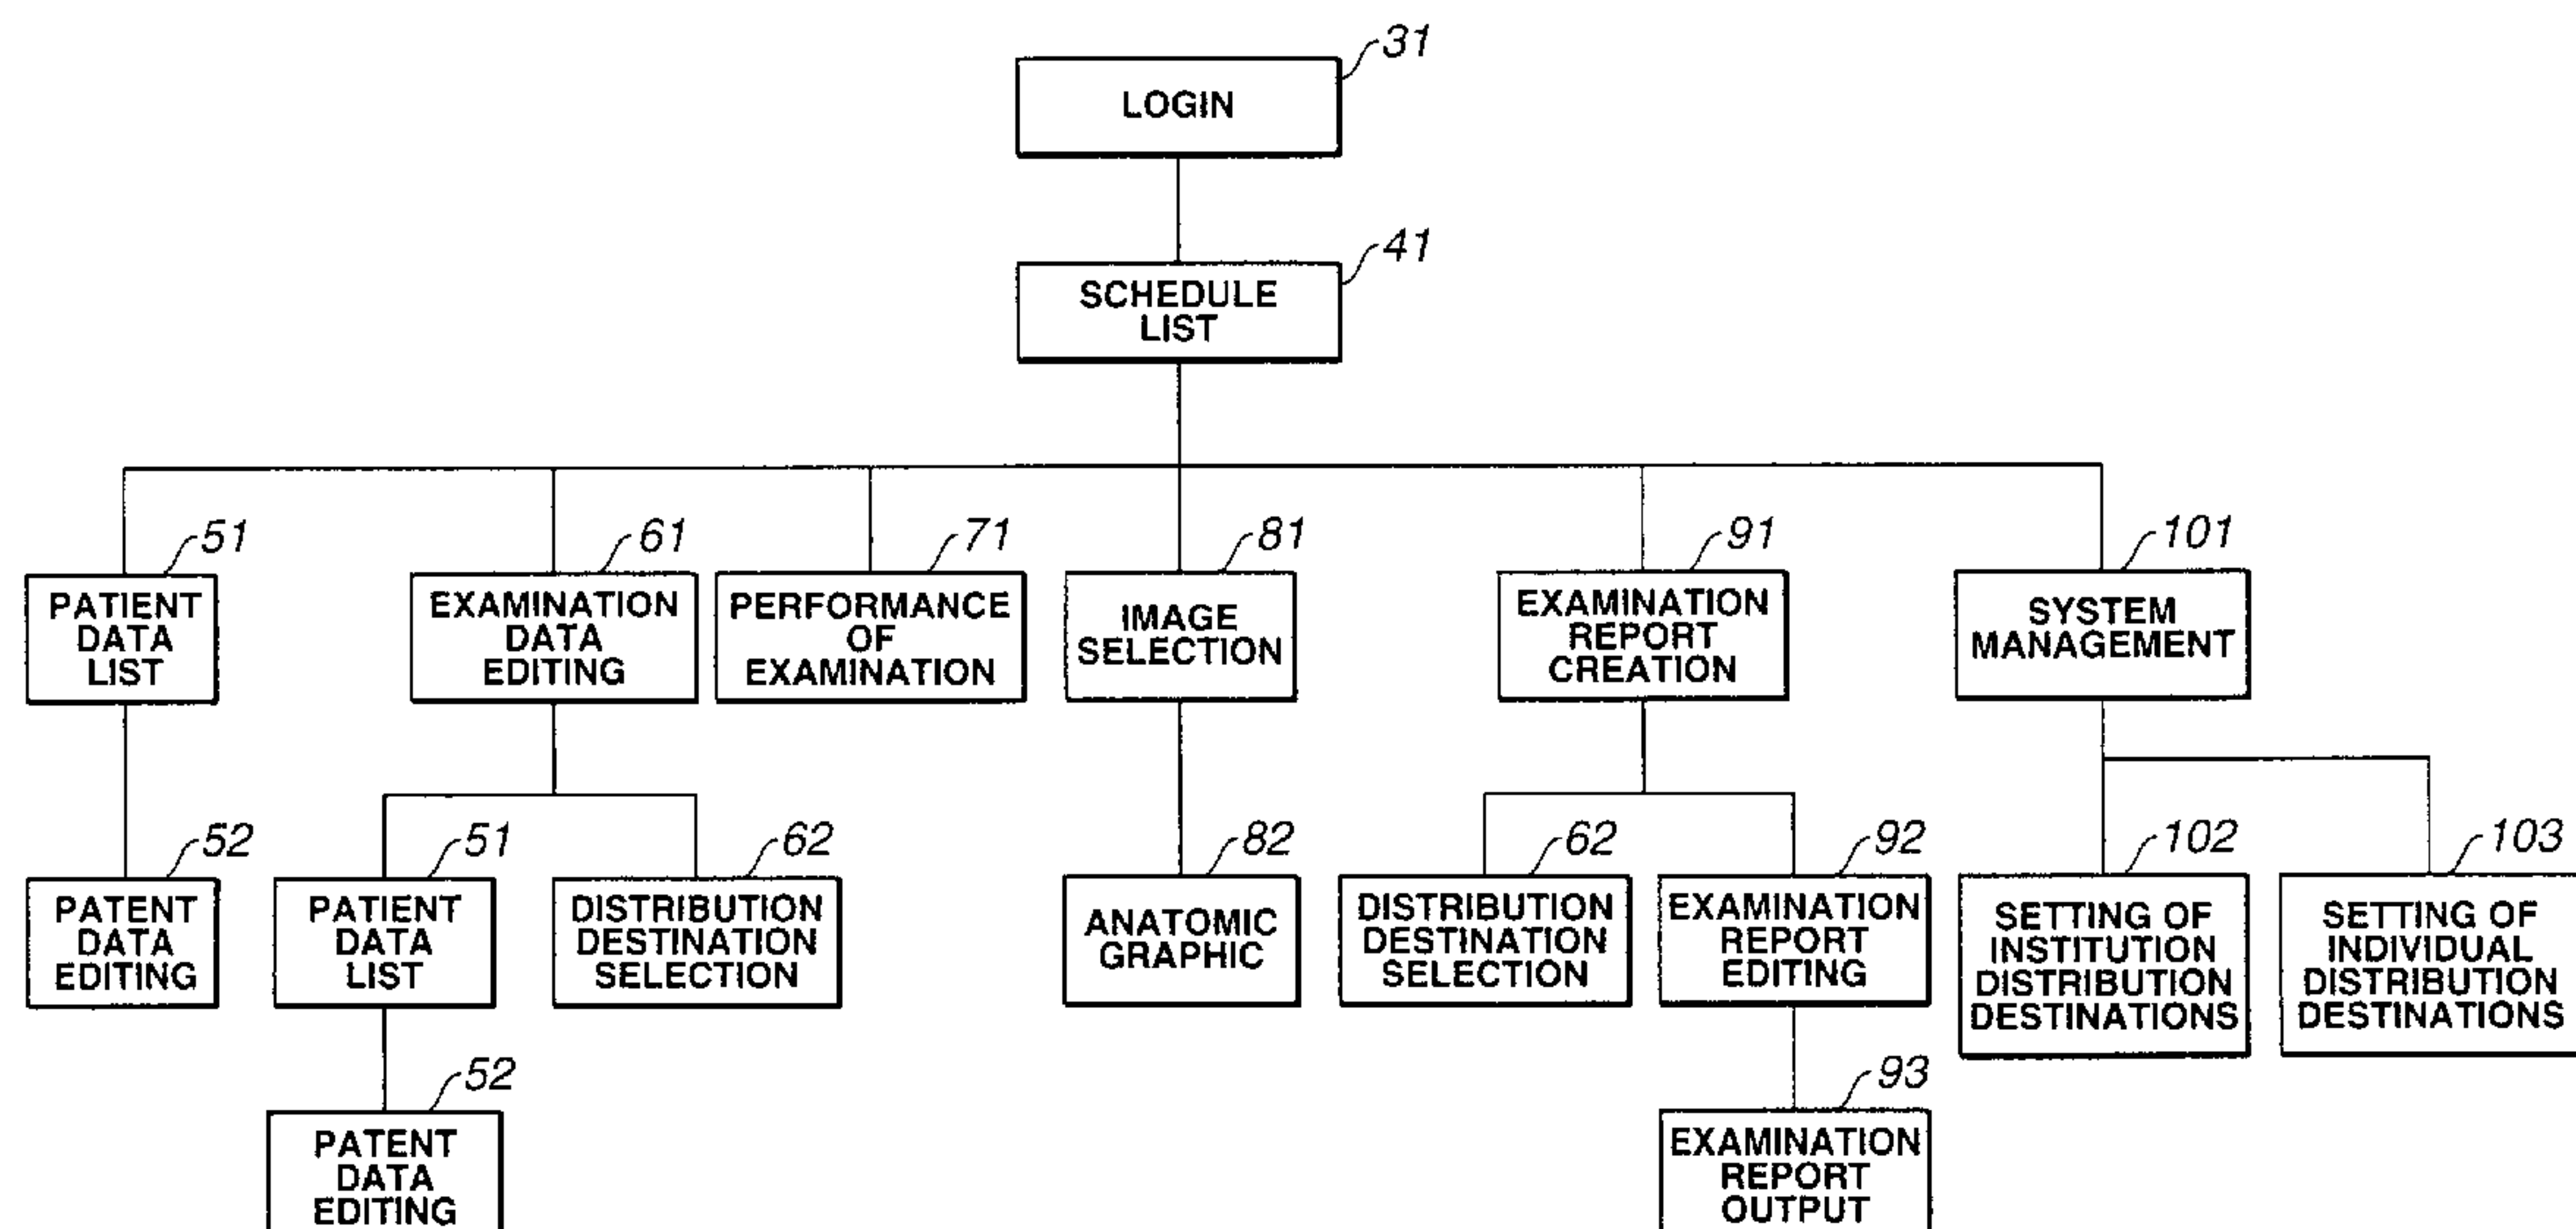 31
LOGIN
41
SCHEDULE
LIST
51
PATIENT
DATA
LIST
61
EXAMINATION
DATA
EDITING
71
PERFORMANCE
OF
EXAMINATION
81
IMAGE
SELECTION
91
EXAMINATION
REPORT
CREATION
101
SYSTEM
MANAGEMENT
52
PATENT
DATA
EDITING
51
PATIENT
DATA
LIST
62
DISTRIBUTION
DESTINATION
SELECTION
82
ANATOMIC
GRAPHIC
62
DISTRIBUTION
DESTINATION
SELECTION
92
EXAMINATION
REPORT
EDITING
102
SETTING OF
INSTITUTION
DISTRIBUTION
DESTINATIONS
103
SETTING OF
INDIVIDUAL
DISTRIBUTION
DESTINATIONS
52
PATENT
DATA
EDITING
93
EXAMINATION
REPORT
OUTPUT